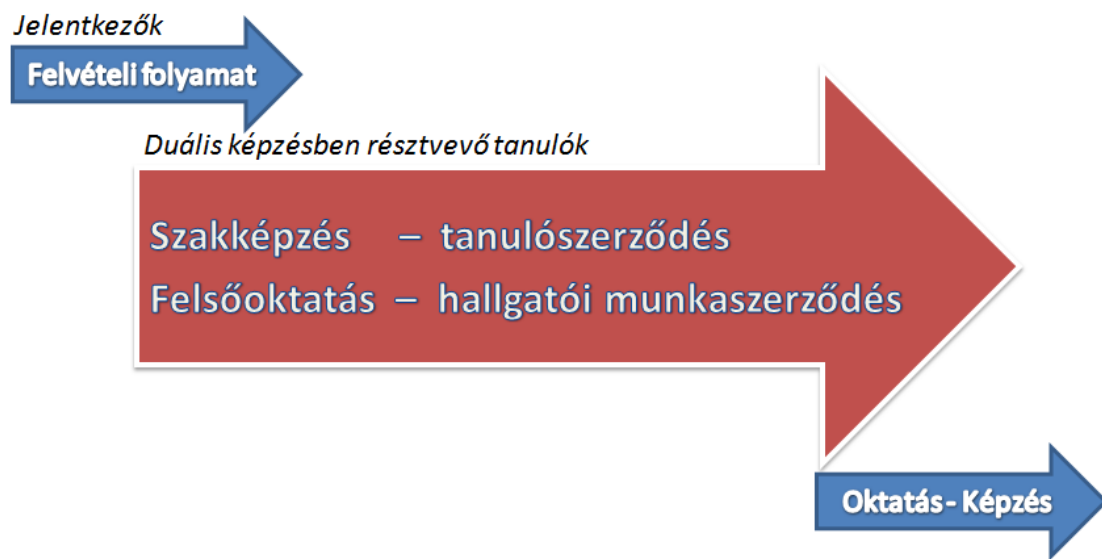 Jelentkezők
Felvételi folyamat
Duális képzésben résztvevő tanulók
Szakképzés – tanulószerződés
Felsőoktatás – hallgatói munkaszerződés
Oktatás - Képzés